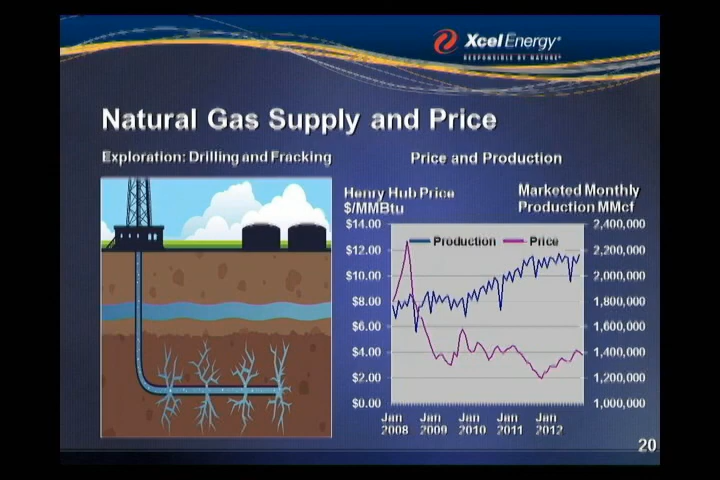 Xcel Energy®
RESPONSIBLE BY NATURE®
Natural Gas Supply and Price
Exploration: Drilling and Fracking
Price and Production
Henry Hub Price
$/MMBtu
Marketed Monthly
Production MMcf
Production
Price
$14.00
$12.00
$10.00
$8.00
$6.00
$4.00
$2.00
$0.00
2,400,000
2,200,000
2,000,000
1,800,000
1,600,000
1,400,000
1,200,000
1,000,000
Jan 2008
Jan 2009
Jan 2010
Jan 2011
Jan 2012
20